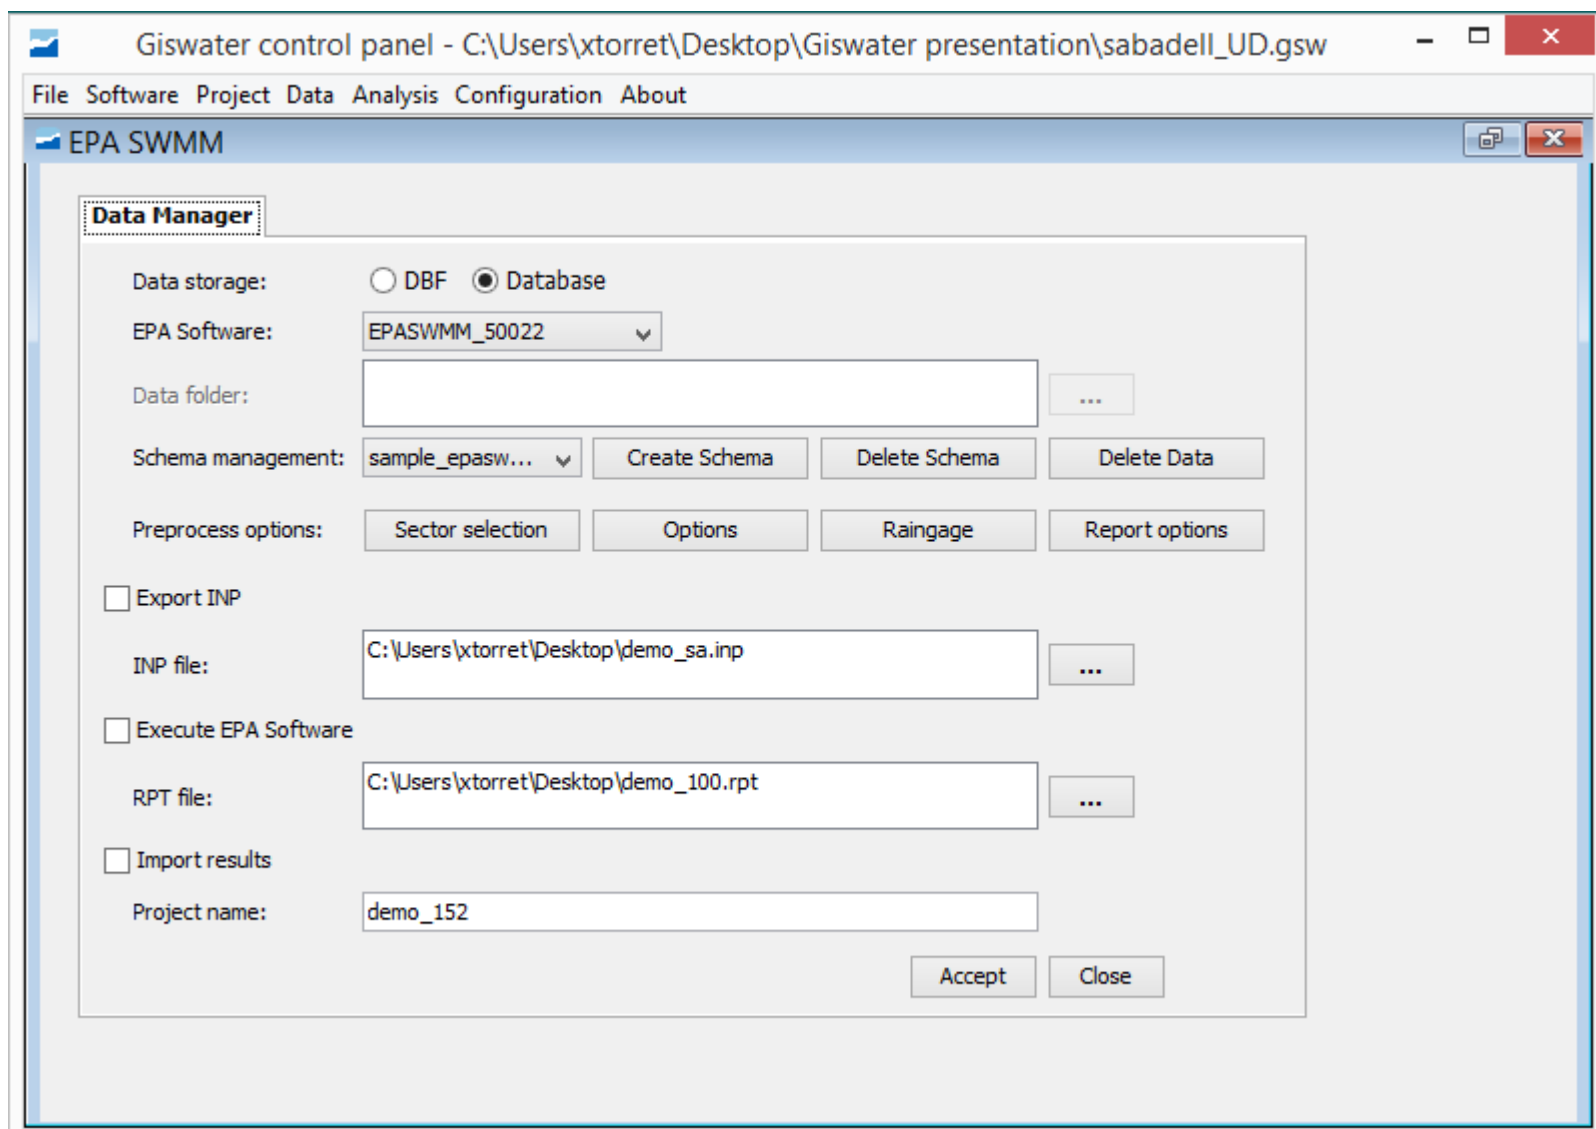 Giswater control panel - C:\Users\xtorret\Desktop\Giswater presentation\sabadell_UD.gsw
File Software Project Data Analysis Configuration About
EPA SWMM
Data Manager
Data storage: DBF Database
EPA Software: EPASWMM_50022
Data folder: ...
Schema management: sample_epasw... Create Schema Delete Schema Delete Data
Preprocess options: Sector selection Options Raingage Report options
Export INP
C:\Users\xtorret\Desktop\demo_sa.inp
INP file: ...
Execute EPA Software
C:\Users\xtorret\Desktop\demo_100.rpt
RPT file: ...
Import results
Project name: demo_152
Accept Close